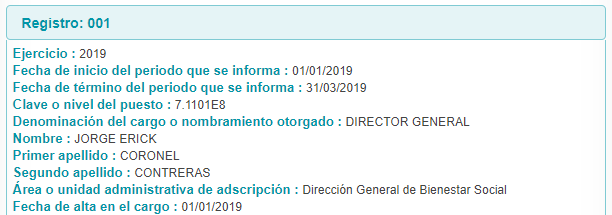 Registro: 001
Ejercicio : 2019
Fecha de inicio del periodo que se informa : 01/01/2019
Fecha de término del periodo que se informa : 31/03/2019
Clave o nivel del puesto : 7.1101E8
Denominación del cargo o nombramiento otorgado : DIRECTOR GENERAL
Nombre : JORGE ERICK
Primer apellido : CORONEL
Segundo apellido : CONTRERAS
Área o unidad administrativa de adscripción : Dirección General de Bienestar Social
Fecha de alta en el cargo : 01/01/2019